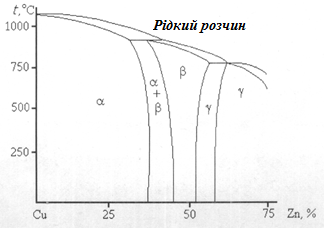 t,°C
Рідкий розчин
1000
750
500
250
α
α
+
β
β
γ
γ
Cu
25
50
75
Zn, %